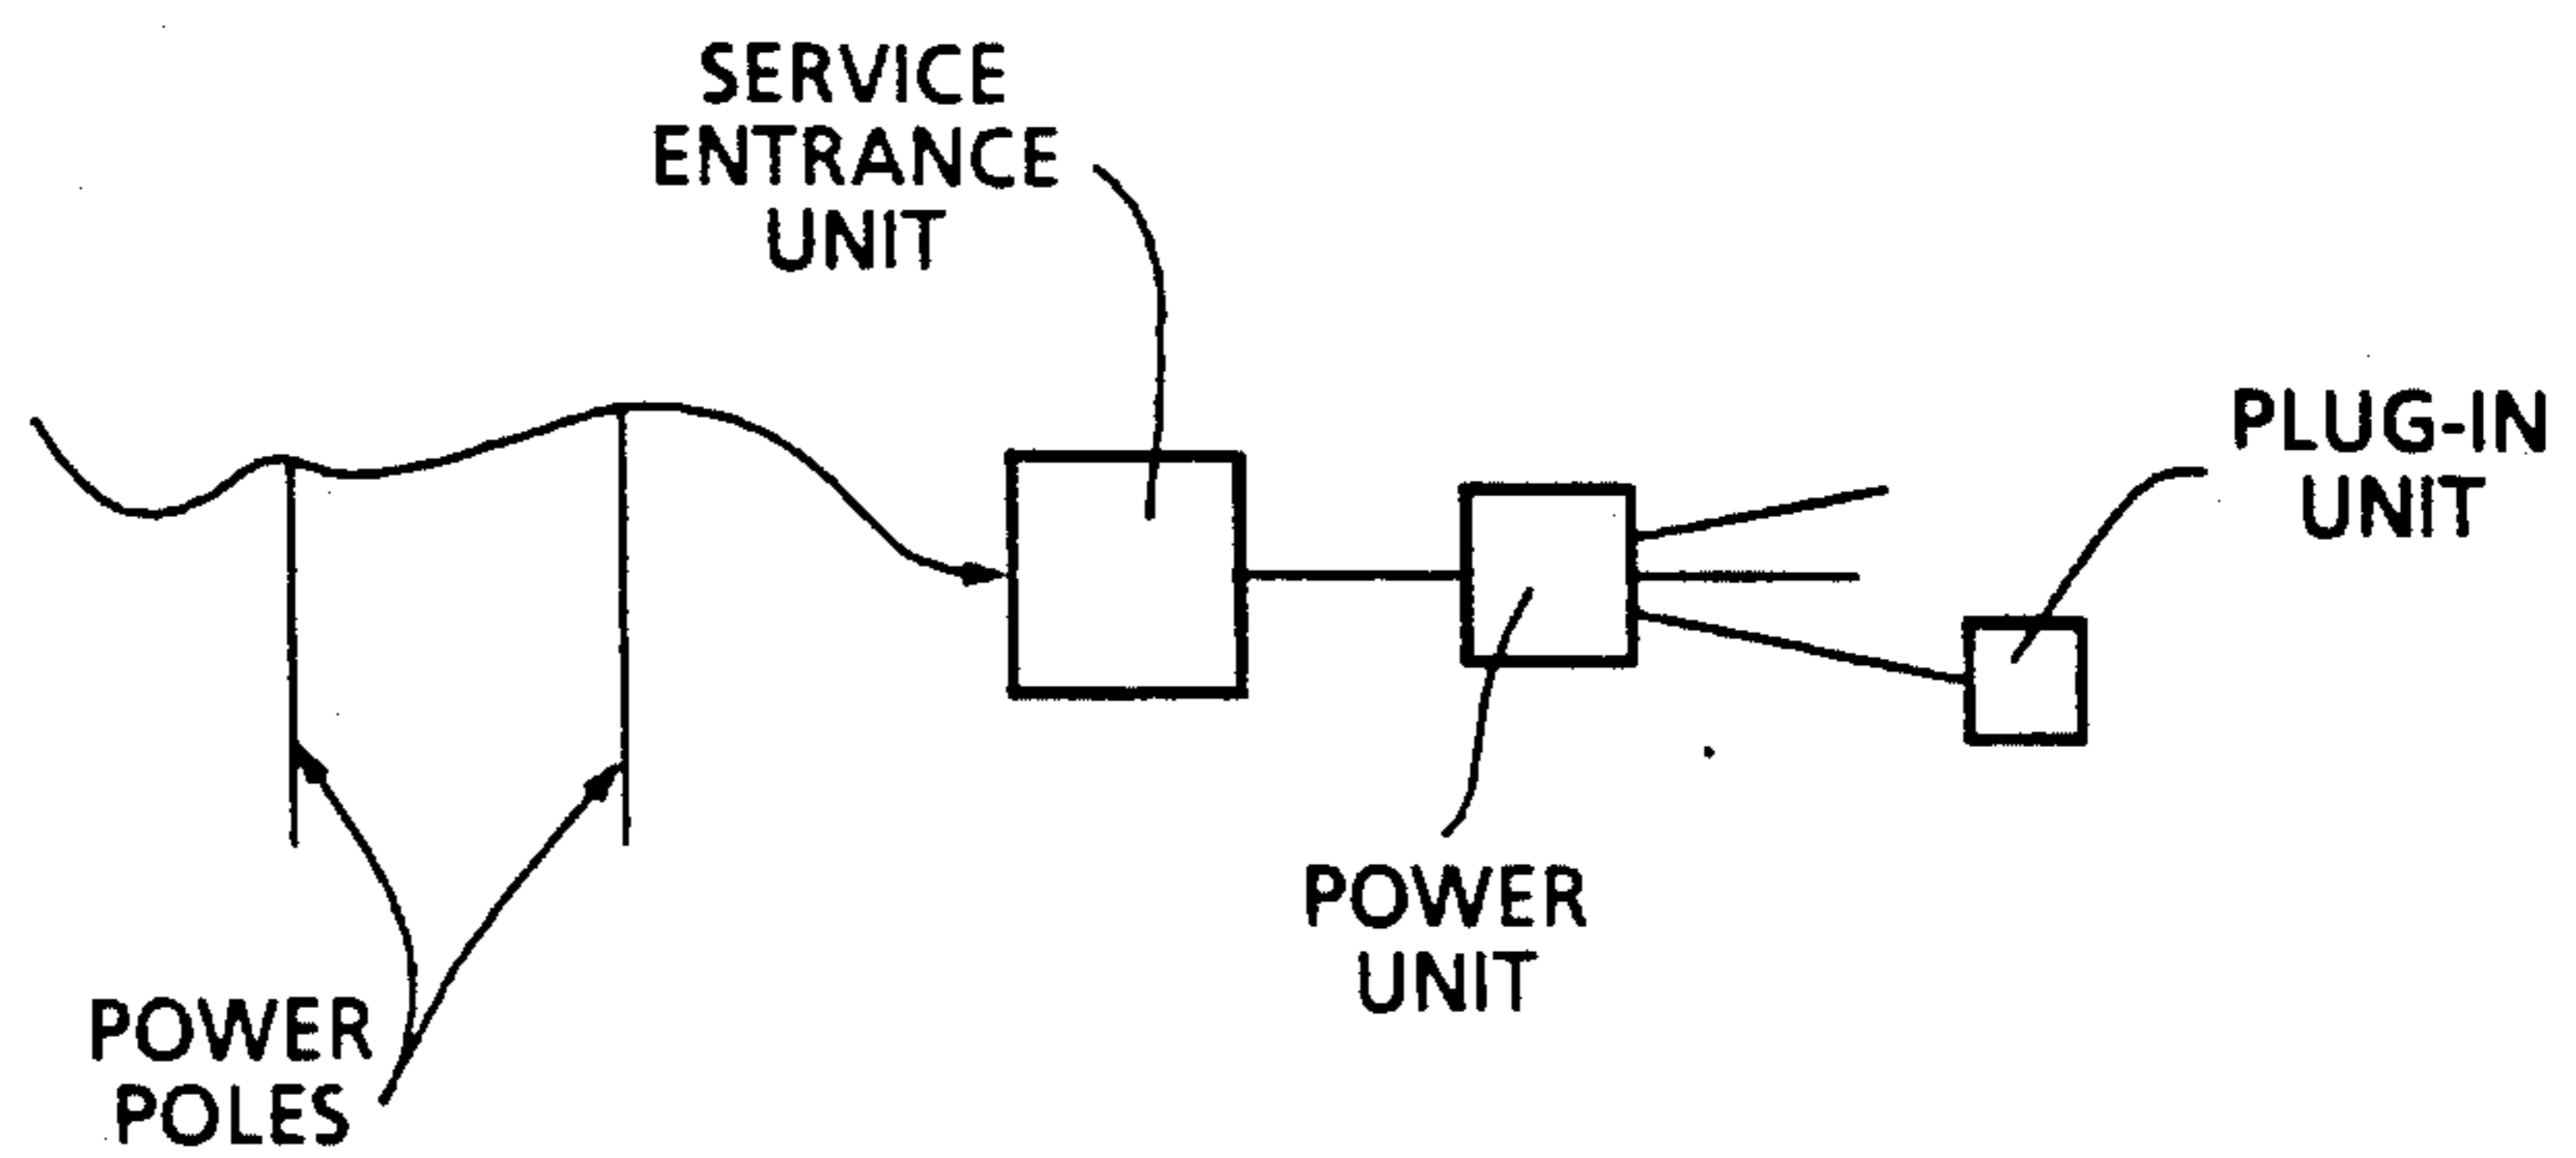 SERVICE
ENTRANCE
UNIT
PLUG-IN
UNIT
POWER
UNIT
POWER
POLES